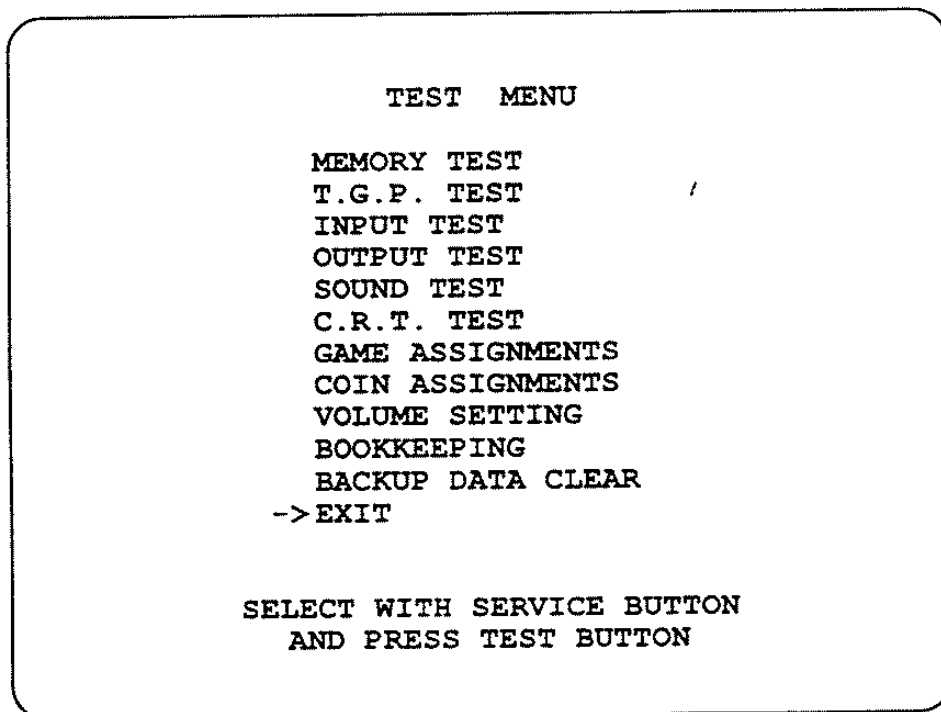 TEST MENU
MEMORY TEST
T.G.P. TEST
INPUT TEST
OUTPUT TEST
SOUND TEST
C.R.T. TEST
GAME ASSIGNMENTS
COIN ASSIGNMENTS
VOLUME SETTING
BOOKKEEPING
BACKUP DATA CLEAR
->EXIT
SELECT WITH SERVICE BUTTON
AND PRESS TEST BUTTON